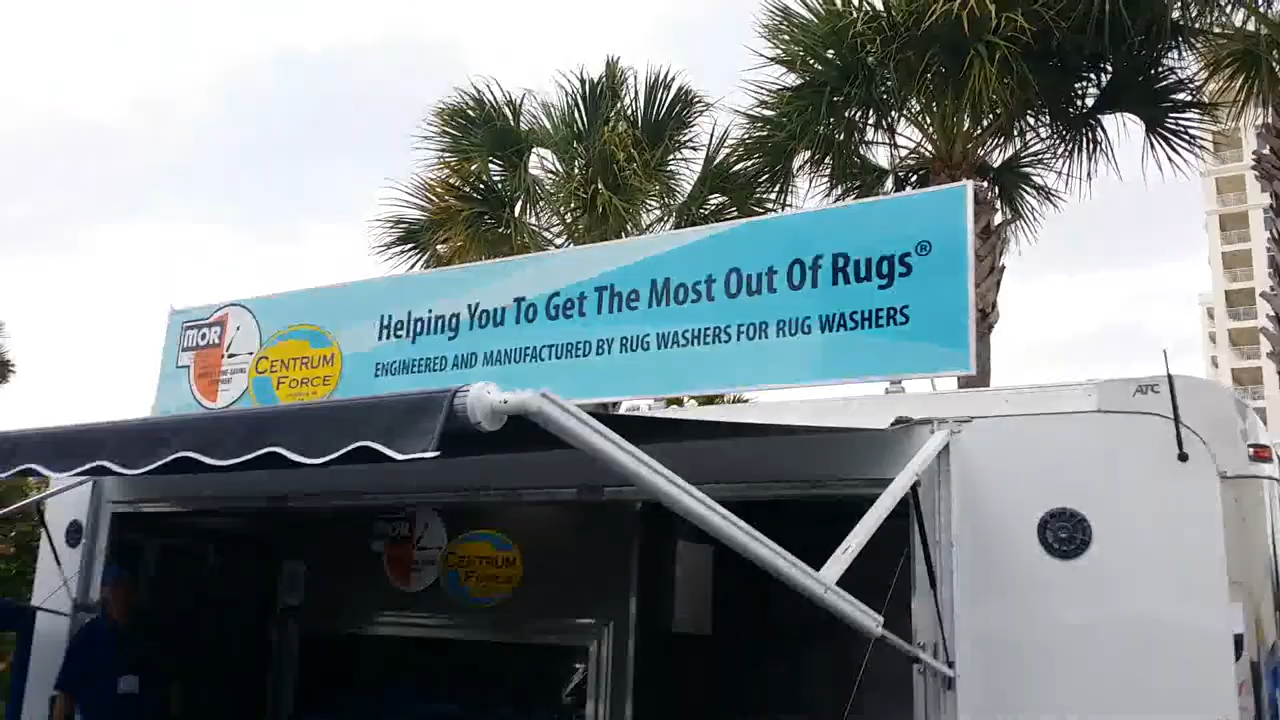 Helping You To Get The Most Out Of Rugs®
ENGINEERED AND MANUFACTURED BY RUG WASHERS FOR RUG WASHERS
MOR
CENTRUM
FORCE
ATC
MOR
CENTRUM
FORCE